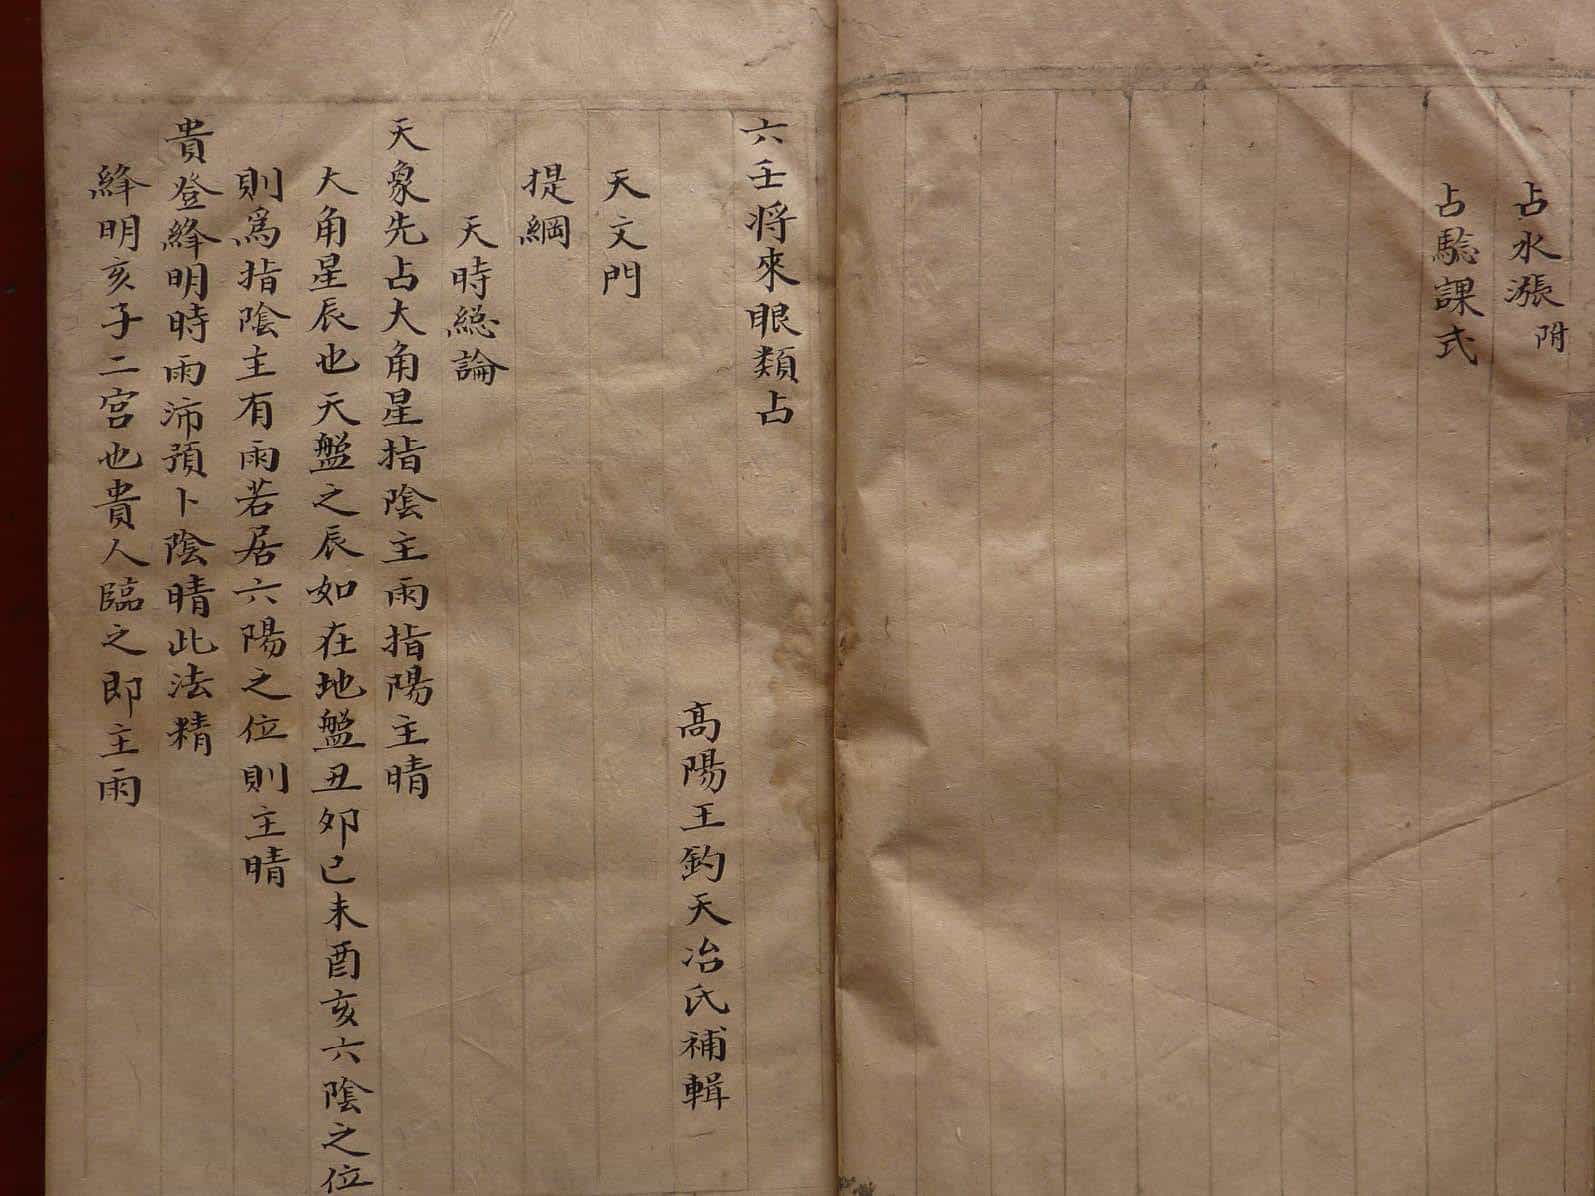 占水漲 附
占驗課式
六壬將來眼類占
高陽王釣天冶氏補輯
天文門
提綱
天時総論
天象先占大角星指陰主雨指陽主晴
大角星辰也天盤之辰如在地盤丑夘巳未酉亥六陰之位
則為指陰主有雨若居六陽之位則主晴
貴登絳明時雨沛預卜陰晴此法精
絳明亥子二宮也貴人臨之即主雨